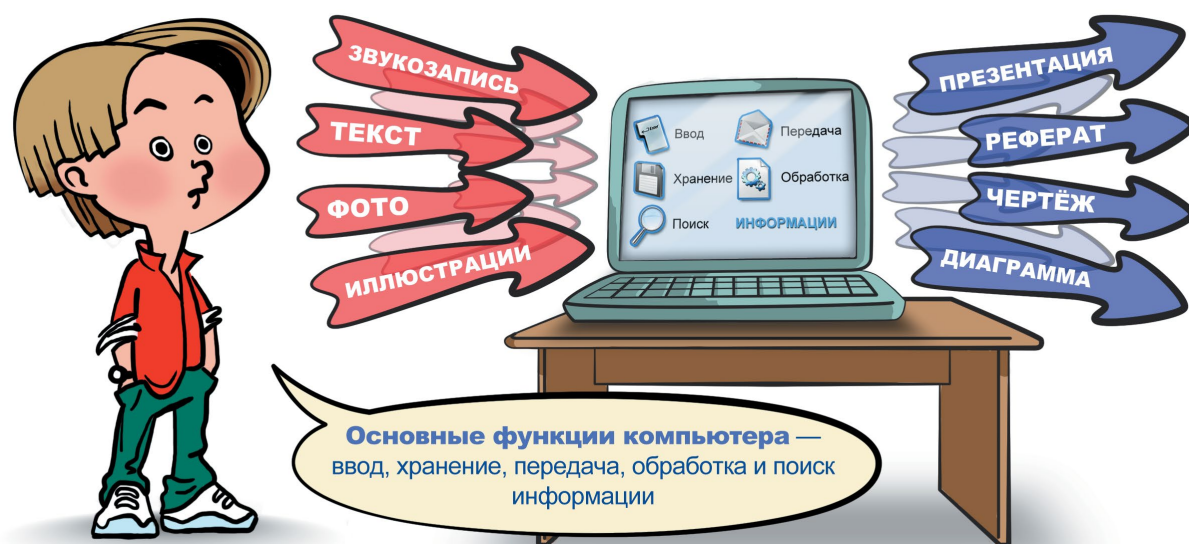 ЗВУКОЗАПИСЬ
ТЕКСТ
ФОТО
ИЛЛЮСТРАЦИИ
Ввод
Передача
Хранение
Обработка
Поиск
ИНФОРМАЦИИ
ПРЕЗЕНТАЦИЯ
РЕФЕРАТ
ЧЕРТЁЖ
ДИАГРАММА
Основные функции компьютера —
ввод, хранение, передача, обработка и поиск
информации